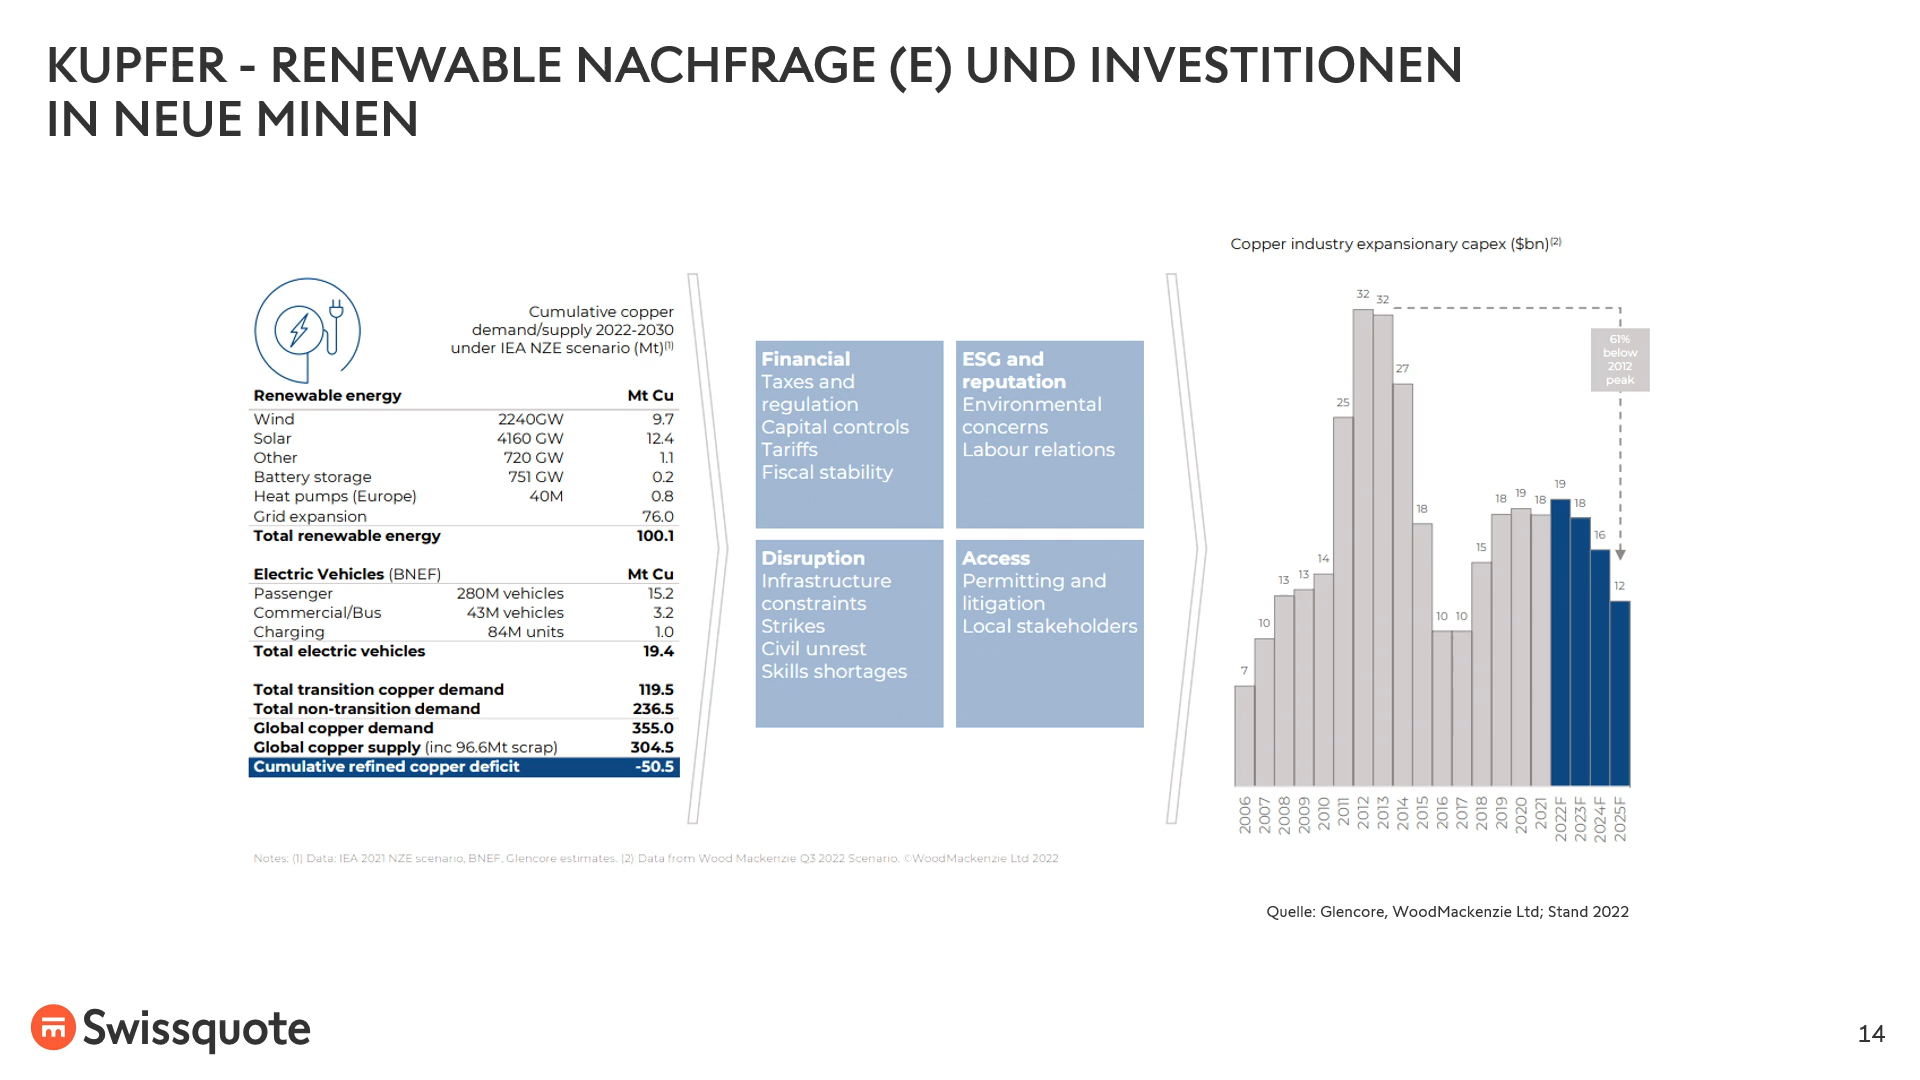 KUPFER - RENEWABLE NACHFRAGE (E) UND INVESTITIONEN
IN NEUE MINEN
Cumulative copper
demand/supply 2022-2030
under IEA NZE scenario (Mt)(1)
Renewable energy Mt Cu
Wind 2240GW 9.7
Solar 4160 GW 12.4
Other 720 GW 1.1
Battery storage 751 GW 0.2
Heat pumps (Europe) 40M 0.8
Grid expansion 76.0
Total renewable energy 100.1
Electric Vehicles (BNEF) Mt Cu
Passenger 280M vehicles 15.2
Commercial/Bus 43M vehicles 3.2
Charging 84M units 1.0
Total electric vehicles 19.4
Total transition copper demand 119.5
Total non-transition demand 236.5
Global copper demand 355.0
Global copper supply (inc 96.6Mt scrap) 304.5
Cumulative refined copper deficit -50.5
Financial
Taxes and
regulation
Capital controls
Tariffs
Fiscal stability
ESG and
reputation
Environmental
concerns
Labour relations
Disruption
Infrastructure
constraints
Strikes
Civil unrest
Skills shortages
Access
Permitting and
litigation
Local stakeholders
Copper industry expansionary capex ($bn)(2)
7 10 13 13 14 25 32 32 27 18 10 10 15 18 19 18 19 18 16 12
61%
below
2012
peak
2006 2007 2008 2009 2010 2011 2012 2013 2014 2015 2016 2017 2018 2019 2020 2021 2022F 2023F 2024F 2025F
Notes: (1) Data: IEA 2021 NZE scenario, BNEF, Glencore estimates. (2) Data from Wood Mackenzie Q3 2022 Scenario. ©WoodMackenzie Ltd 2022
Quelle: Glencore, WoodMackenzie Ltd; Stand 2022
Swissquote
14